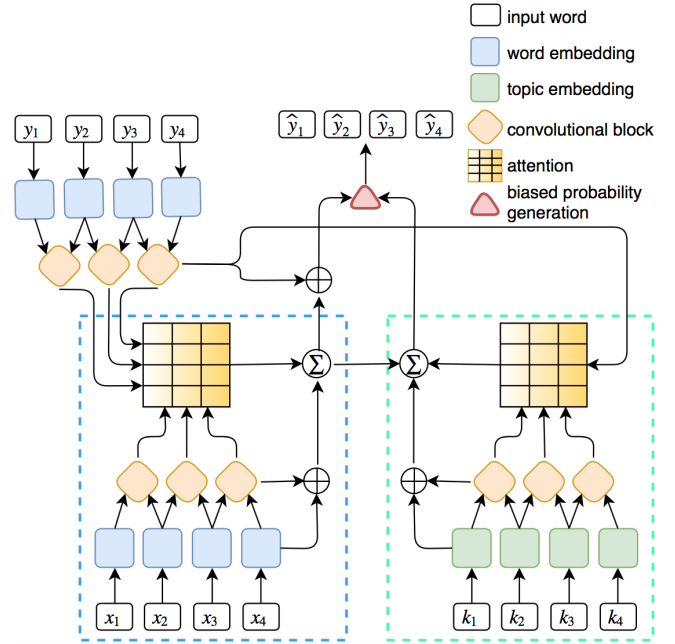 input word
word embedding
topic embedding
convolutional block
attention
biased probability
generation
y₁ y₂ y₃ y₄
ŷ₁ ŷ₂ ŷ₃ ŷ₄
Σ Σ
x₁ x₂ x₃ x₄
k₁ k₂ k₃ k₄